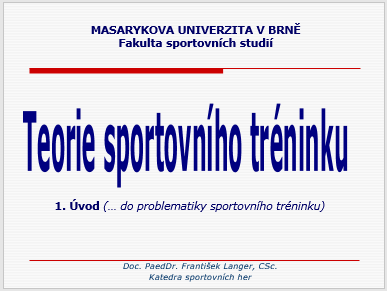 MASARYKOVA UNIVERZITA V BRNĚ
Fakulta sportovních studií
Teorie sportovního tréninku
1. Úvod (… do problematiky sportovního tréninku)
Doc. PaedDr. František Langer, CSc.
Katedra sportovních her